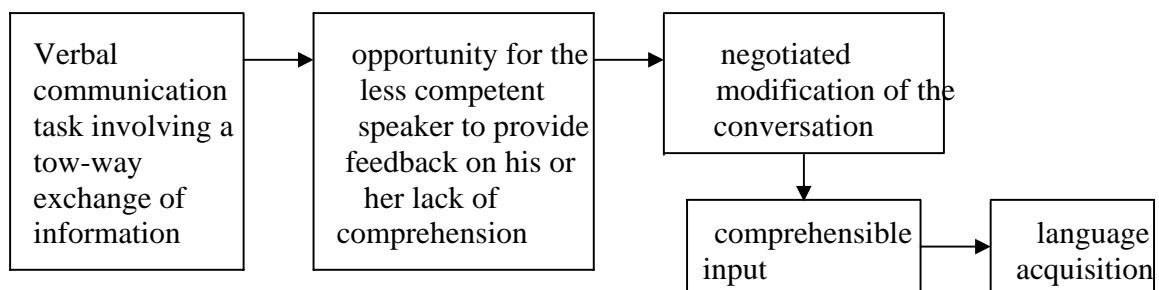 Verbal
communication
task involving a
tow-way
exchange of
information
opportunity for the
less competent
speaker to provide
feedback on his or
her lack of
comprehension
negotiated
modification of the
conversation
comprehensible
input
language
acquisition